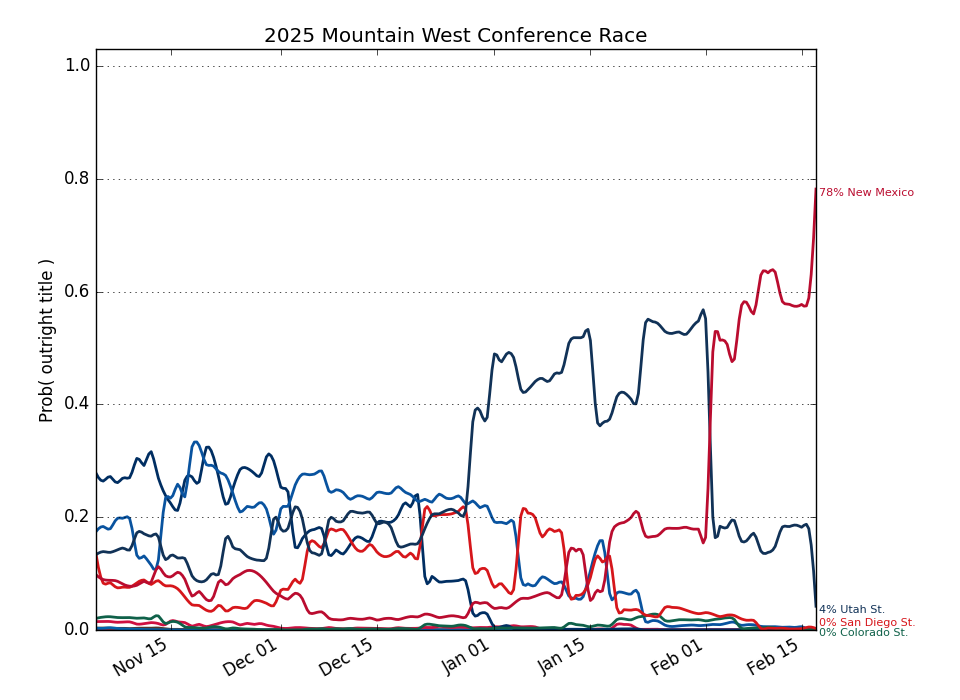 2025 Mountain West Conference Race
Prob( outright title )
1.0
0.8
0.6
0.4
0.2
0.0
78% New Mexico
4% Utah St.
0% San Diego St.
0% Colorado St.
Nov 15
Dec 01
Dec 15
Jan 01
Jan 15
Feb 01
Feb 15